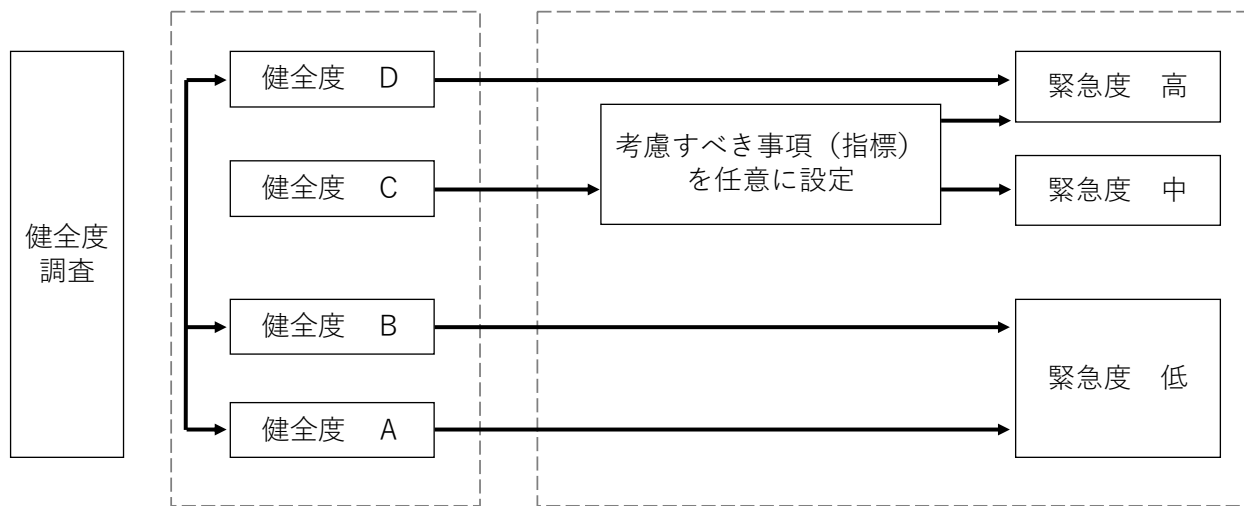 健全度
調査
健全度　D
健全度　C
健全度　B
健全度　A
考慮すべき事項（指標）
を任意に設定
緊急度　高
緊急度　中
緊急度　低